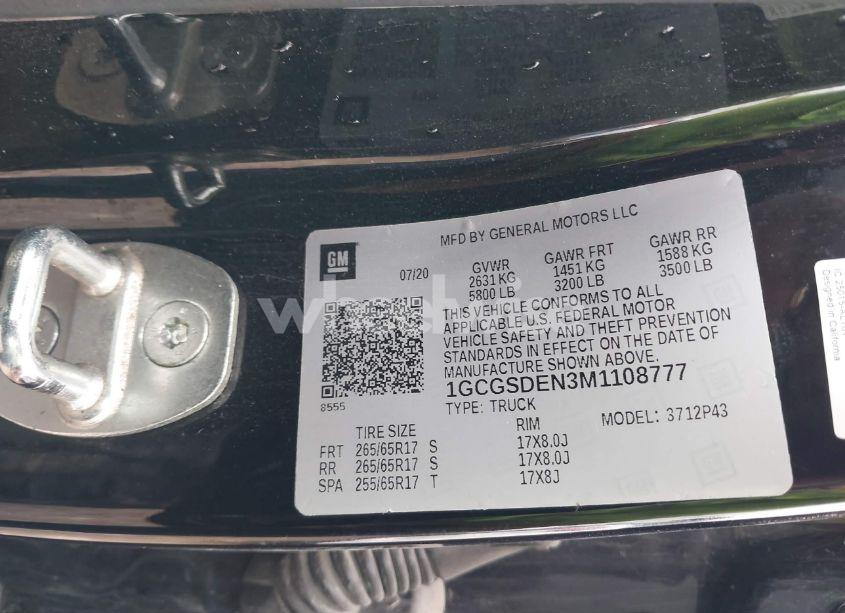 MFD BY GENERAL MOTORS LLC
GM
07/20
GVWR GAWR FRT GAWR RR
2631 KG 1451 KG 1588 KG
5800 LB 3200 LB 3500 LB
THIS VEHICLE CONFORMS TO ALL
APPLICABLE U.S. FEDERAL MOTOR
VEHICLE SAFETY AND THEFT PREVENTION
STANDARDS IN EFFECT ON THE DATE OF
MANUFACTURE SHOWN ABOVE.
8555
1GCGSDEN3M1108777
TYPE: TRUCK
MODEL: 3712P43
TIRE SIZE RIM
FRT 265/65R17 S 17X8.0J
RR 265/65R17 S 17X8.0J
SPA 255/65R17 T 17X8J
Designed in California